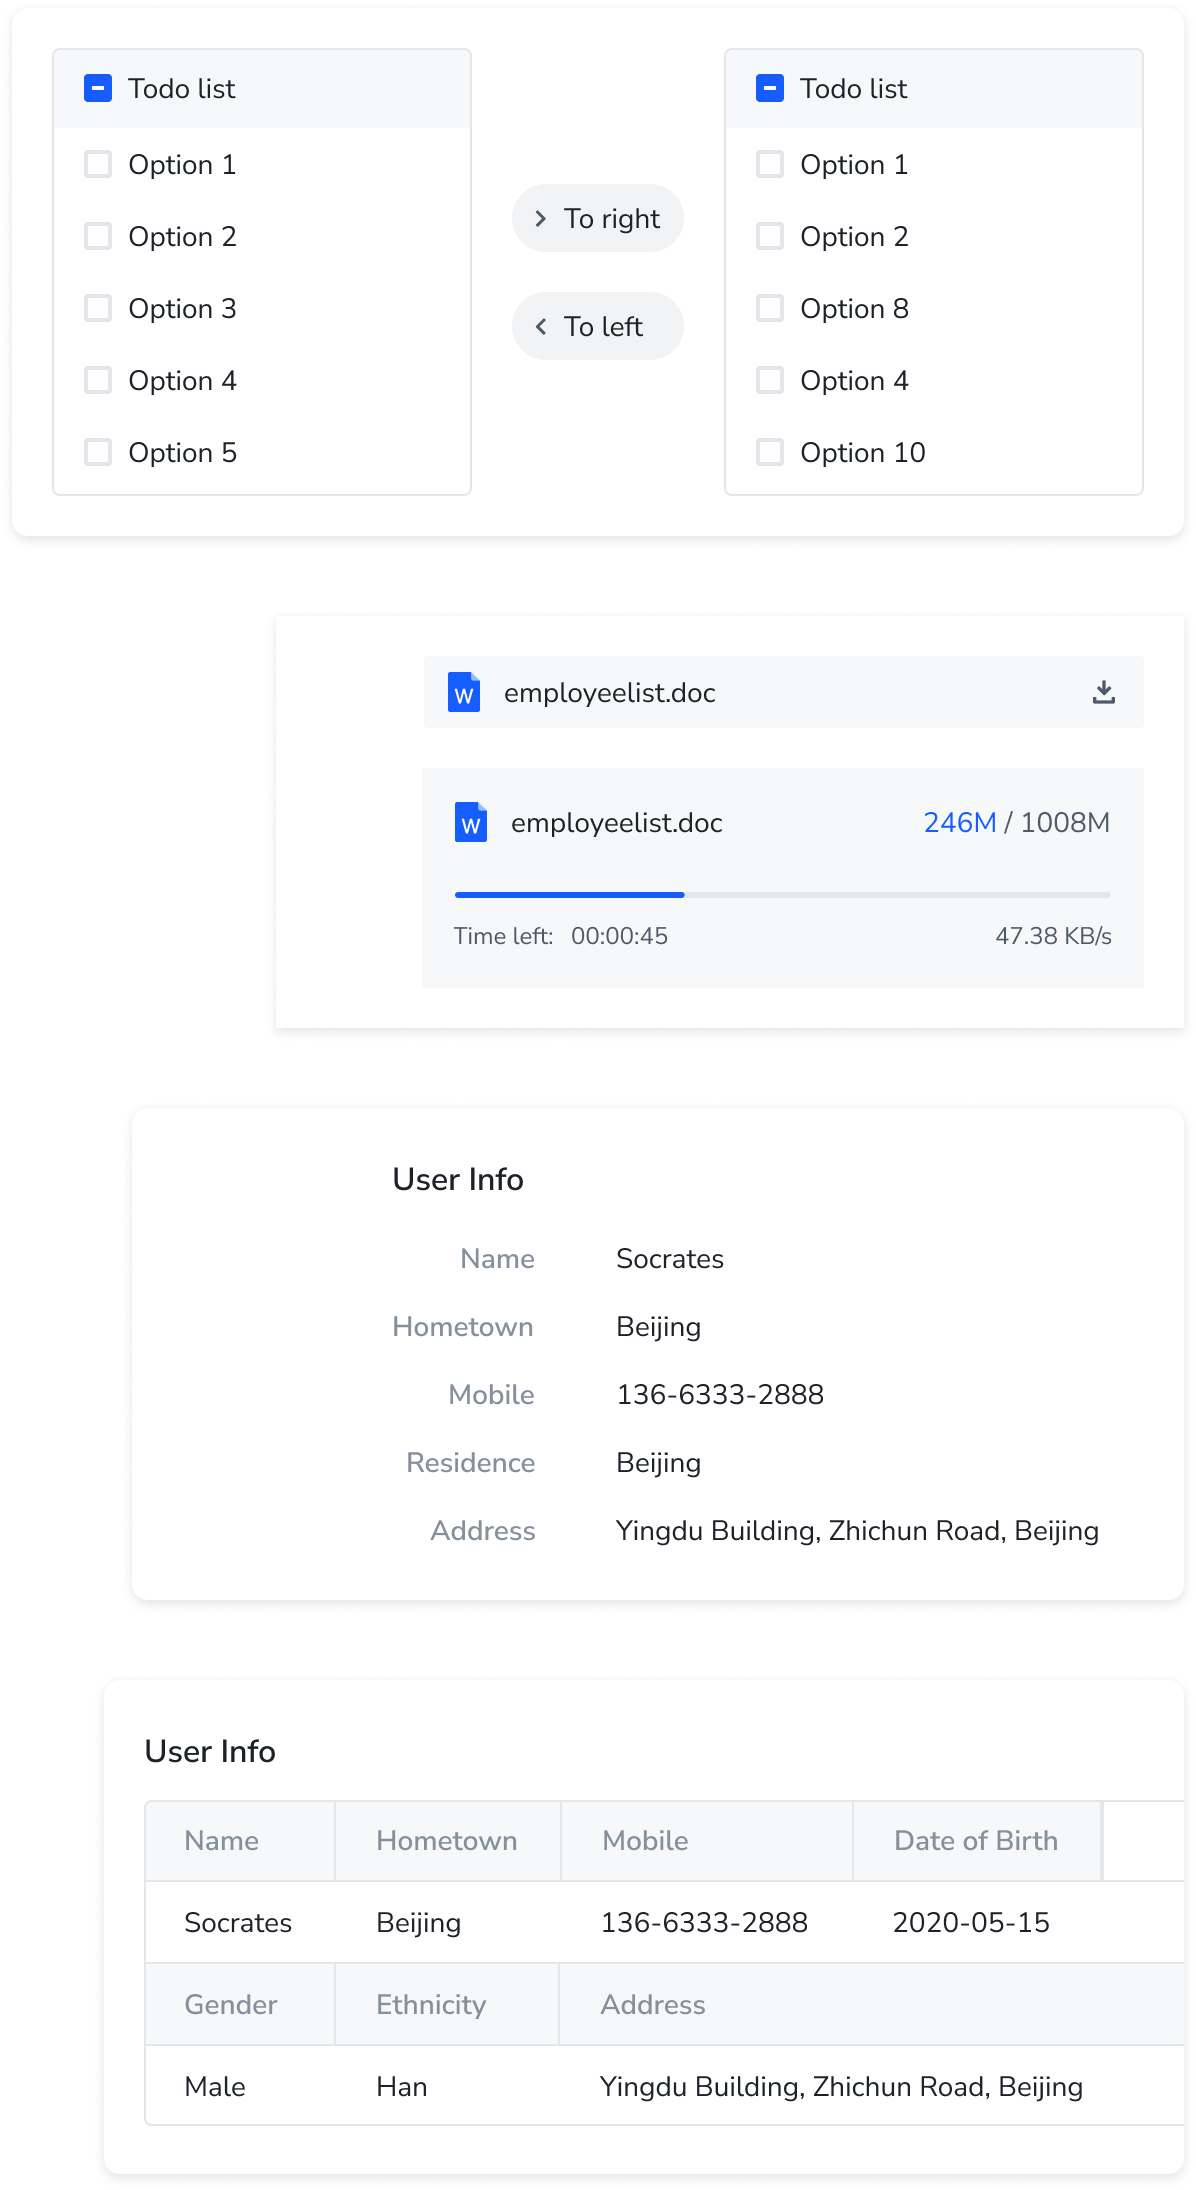 Todo list
Option 1
Option 2
Option 3
Option 4
Option 5
To right
To left
Todo list
Option 1
Option 2
Option 8
Option 4
Option 10
W employeelist.doc
W employeelist.doc 246M / 1008M
Time left: 00:00:45 47.38 KB/s
User Info
Name Socrates
Hometown Beijing
Mobile 136-6333-2888
Residence Beijing
Address Yingdu Building, Zhichun Road, Beijing
User Info
Name Hometown Mobile Date of Birth
Socrates Beijing 136-6333-2888 2020-05-15
Gender Ethnicity Address
Male Han Yingdu Building, Zhichun Road, Beijing